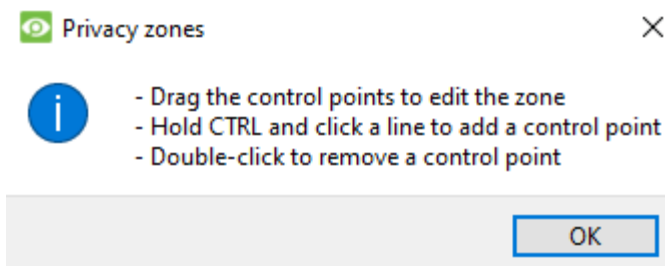 Privacy zones
- Drag the control points to edit the zone
- Hold CTRL and click a line to add a control point
- Double-click to remove a control point
OK